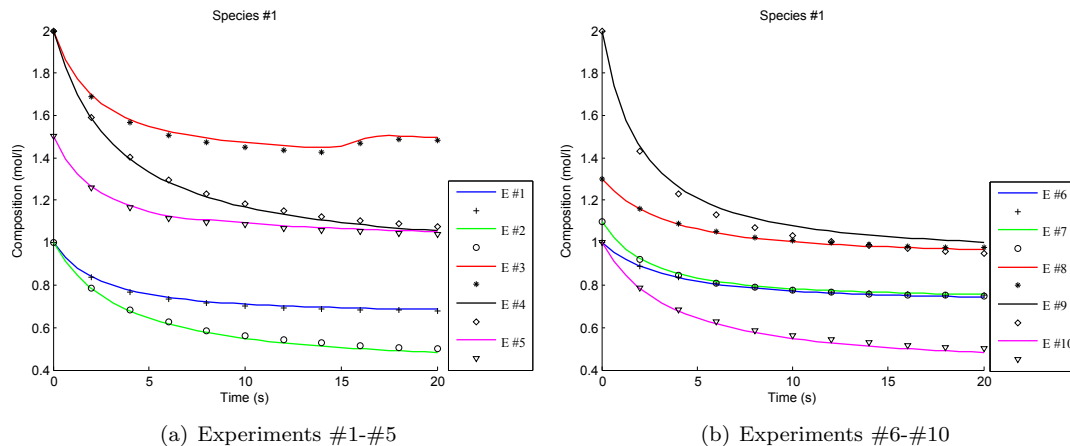 Species #1
2
1.8
1.6
1.4
1.2
1
0.8
0.6
0.4
Composition (mol/l)
0
5
10
15
20
Time (s)
E #1
E #2
E #3
E #4
E #5
(a) Experiments #1-#5
Species #1
2
1.8
1.6
1.4
1.2
1
0.8
0.6
0.4
Composition (mol/l)
0
5
10
15
20
Time (s)
E #6
E #7
E #8
E #9
E #10
(b) Experiments #6-#10